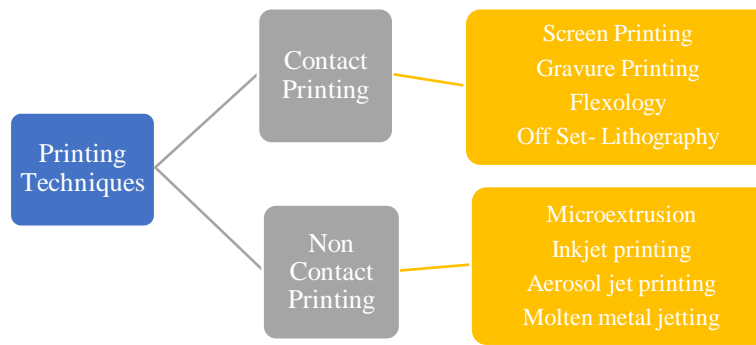 Printing
Techniques
Contact
Printing
Screen Printing
Gravure Printing
Flexology
Off Set- Lithography
Non
Contact
Printing
Microextrusion
Inkjet printing
Aerosol jet printing
Molten metal jetting